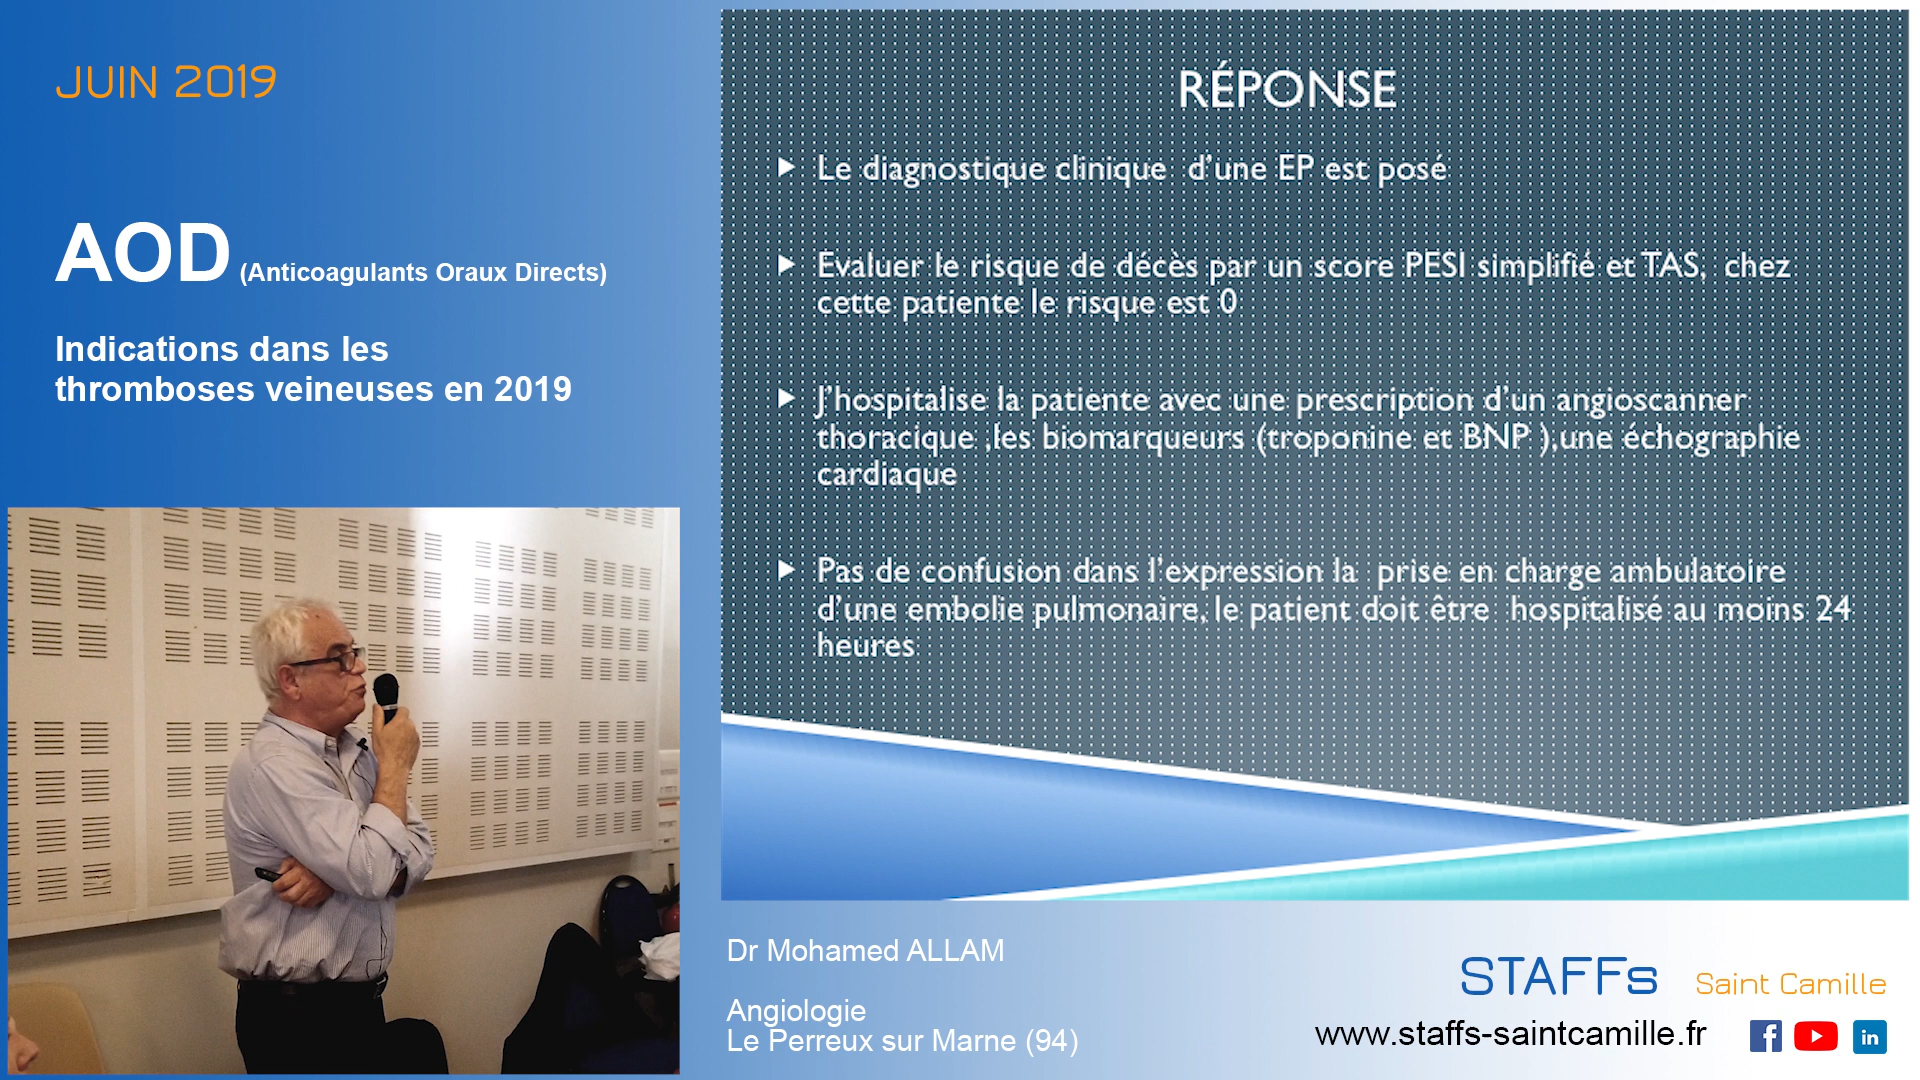 JUIN 2019
AOD (Anticoagulants Oraux Directs)
Indications dans les
thromboses veineuses en 2019
RÉPONSE
Le diagnostique clinique d’une EP est posé
Evaluer le risque de décès par un score PESI simplifié et TAS, chez
cette patiente le risque est 0
J’hospitalise la patiente avec une prescription d’un angioscanner
thoracique ,les biomarqueurs (troponine et BNP ),une échographie
cardiaque
Pas de confusion dans l’expression la prise en charge ambulatoire
d’une embolie pulmonaire, le patient doit être hospitalisé au moins 24
heures
Dr Mohamed ALLAM
Angiologie
Le Perreux sur Marne (94)
STAFFs Saint Camille
www.staffs-saintcamille.fr